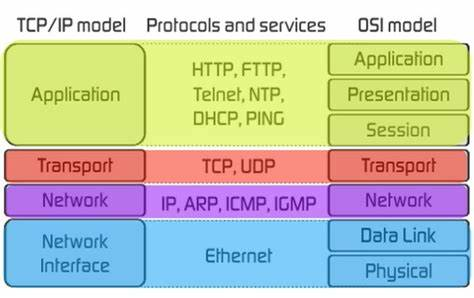 TCP/IP model
Protocols and services
OSI model
Application
HTTP, FTTP,
Telnet, NTP,
DHCP, PING
Application
Presentation
Session
Transport
TCP, UDP
Transport
Network
IP, ARP, ICMP, IGMP
Network
Network
Interface
Ethernet
Data Link
Physical